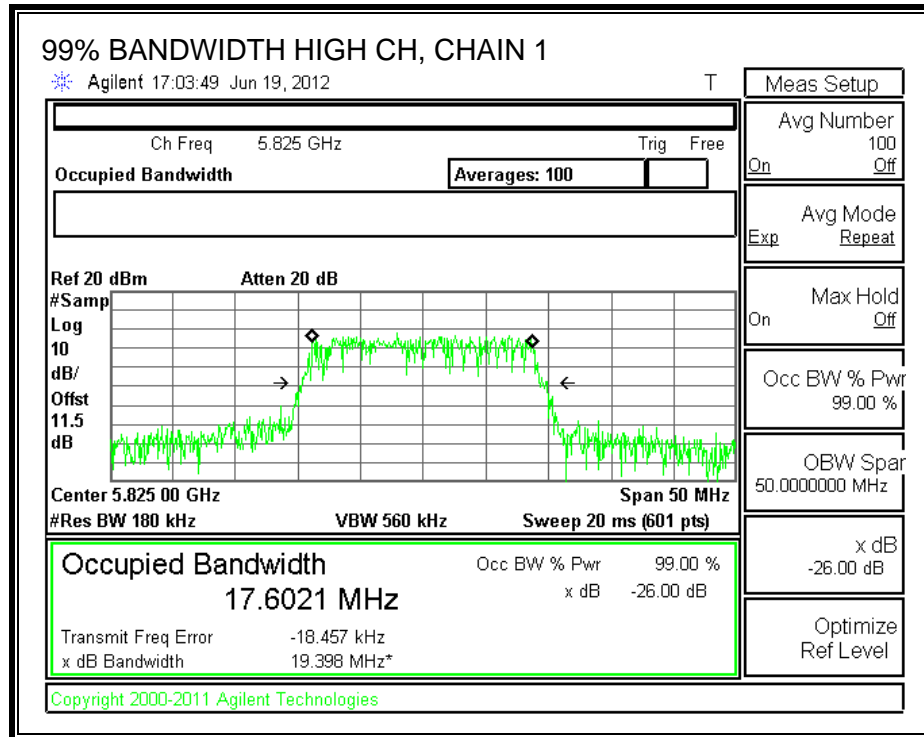 99% BANDWIDTH HIGH CH, CHAIN 1
Agilent 17:03:49 Jun 19, 2012 T
Ch Freq 5.825 GHz Trig Free
Occupied Bandwidth Averages: 100
Ref 20 dBm Atten 20 dB
#Samp
Log
10
dB/
Offst
11.5
dB
Center 5.825 00 GHz Span 50 MHz
#Res BW 180 kHz VBW 560 kHz Sweep 20 ms (601 pts)
Occupied Bandwidth Occ BW % Pwr 99.00 %
17.6021 MHz x dB -26.00 dB
Transmit Freq Error -18.457 kHz
x dB Bandwidth 19.398 MHz*
Copyright 2000-2011 Agilent Technologies
Meas Setup
Avg Number
100
On Off
Avg Mode
Exp Repeat
Max Hold
On Off
Occ BW % Pwr
99.00 %
OBW Span
50.0000000 MHz
x dB
-26.00 dB
Optimize
Ref Level